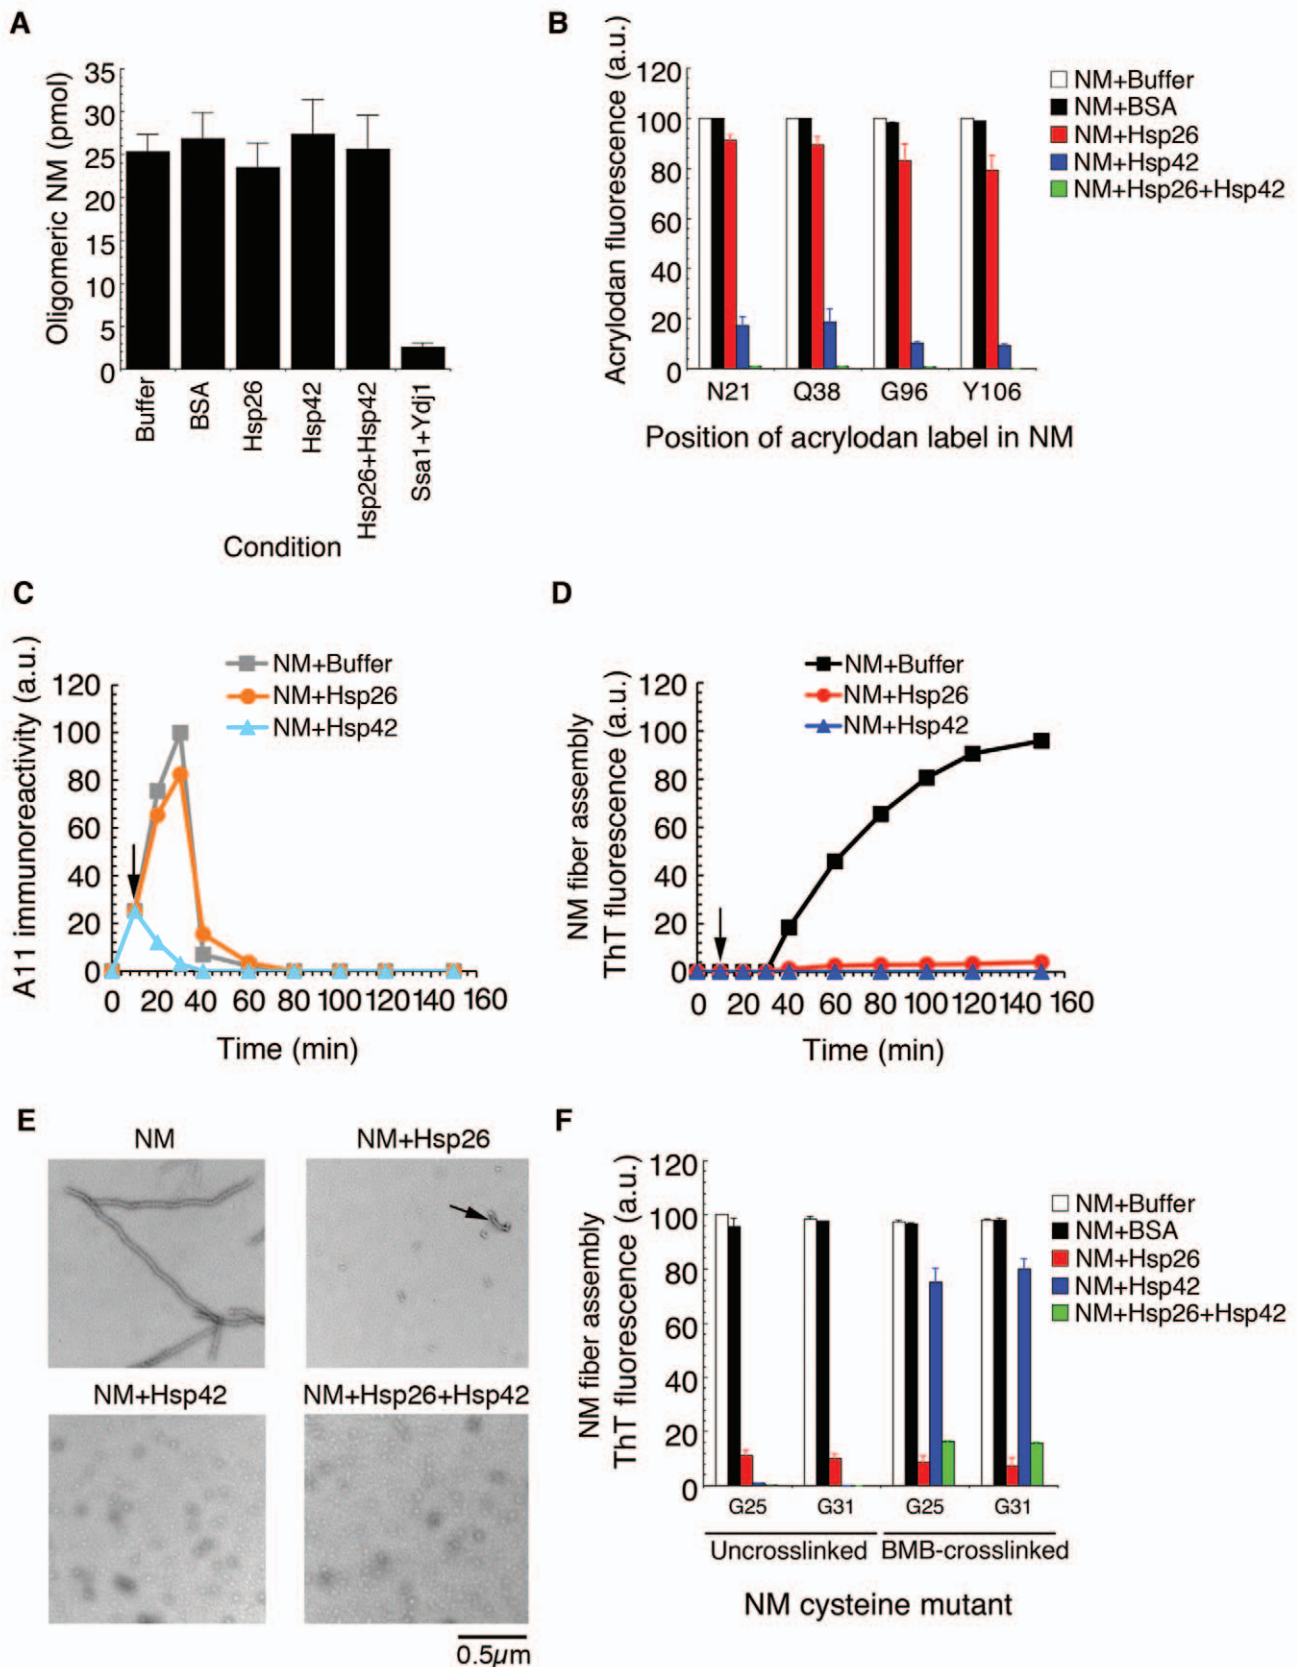 A
Oligomeric NM (pmol)
35
30
25
20
15
10
5
0
Buffer
BSA
Hsp26
Hsp42
Hsp26+Hsp42
Ssa1+Ydj1
Condition
B
Acrylodan fluorescence (a.u.)
120
100
80
60
40
20
0
N21 Q38 G96 Y106
Position of acrylodan label in NM
NM+Buffer
NM+BSA
NM+Hsp26
NM+Hsp42
NM+Hsp26+Hsp42
C
A11 immunoreactivity (a.u.)
120
100
80
60
40
20
0
0 20 40 60 80 100 120 140 160
Time (min)
NM+Buffer
NM+Hsp26
NM+Hsp42
D
NM fiber assembly
ThT fluorescence (a.u.)
120
100
80
60
40
20
0
0 20 40 60 80 100 120 140 160
Time (min)
NM+Buffer
NM+Hsp26
NM+Hsp42
E
NM
NM+Hsp26
NM+Hsp42
NM+Hsp26+Hsp42
0.5µm
F
NM fiber assembly
ThT fluorescence (a.u.)
120
100
80
60
40
20
0
G25 G31 G25 G31
Uncrosslinked BMB-crosslinked
NM cysteine mutant
NM+Buffer
NM+BSA
NM+Hsp26
NM+Hsp42
NM+Hsp26+Hsp42